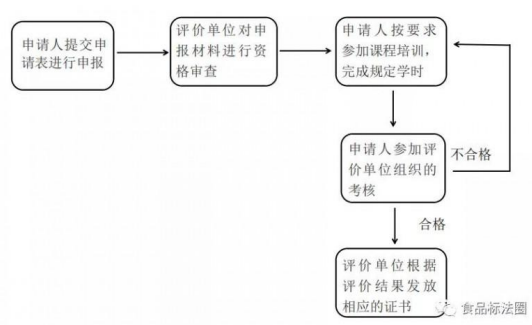 申请人提交申
请表进行申报
评价单位对申
报材料进行资
格审查
申请人按要求
参加课程培训，
完成规定学时
申请人参加评
价单位组织的
考核
不合格
合格
评价单位根据
评价结果发放
相应的证书
食品标法圈